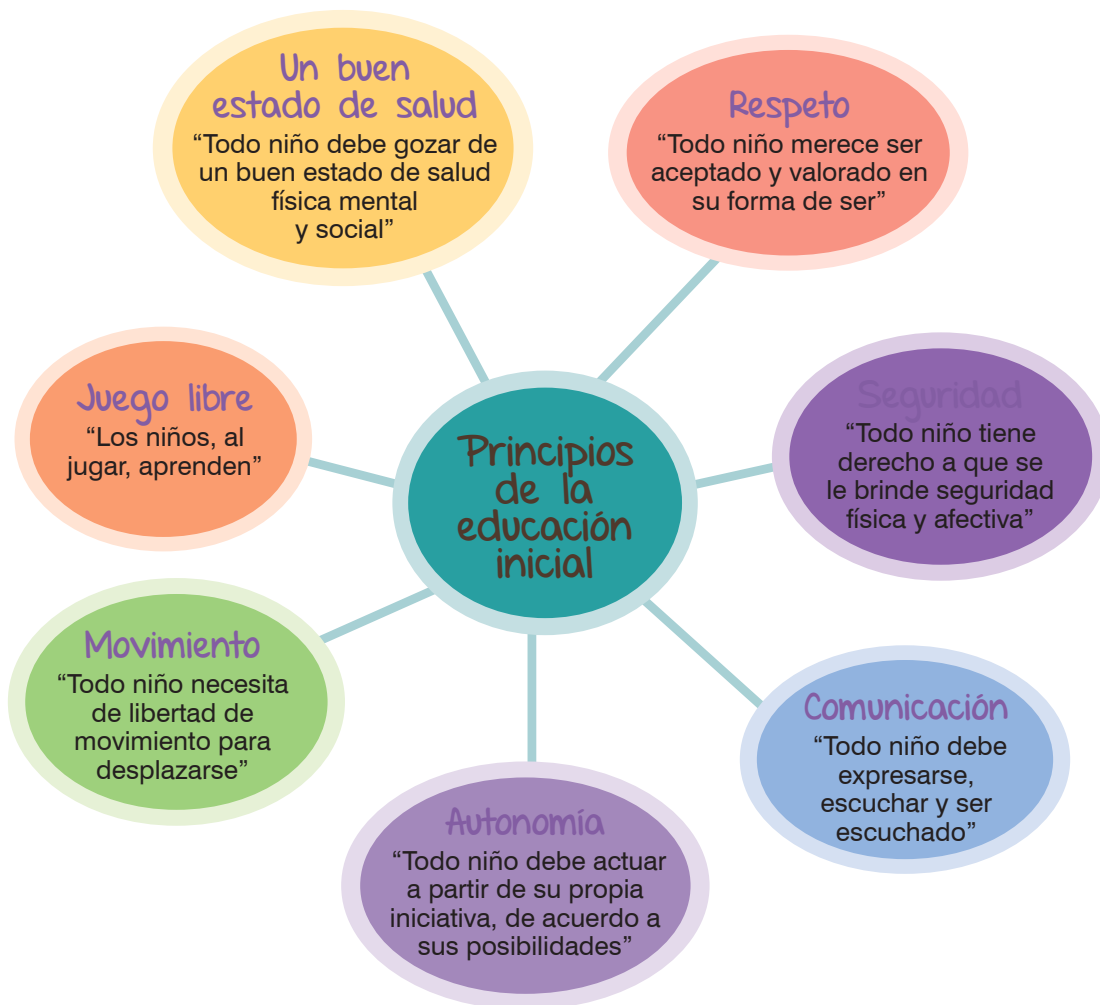 Un buen
estado de salud
“Todo niño debe gozar de
un buen estado de salud
física mental
y social”
Respeto
“Todo niño merece ser
aceptado y valorado en
su forma de ser”
Juego libre
“Los niños, al
jugar, aprenden”
Principios
de la
educación
inicial
Seguridad
“Todo niño tiene
derecho a que se
le brinde seguridad
física y afectiva”
Movimiento
“Todo niño necesita
de libertad de
movimiento para
desplazarse”
Comunicación
“Todo niño debe
expresarse,
escuchar y ser
escuchado”
Autonomía
“Todo niño debe actuar
a partir de su propia
iniciativa, de acuerdo a
sus posibilidades”